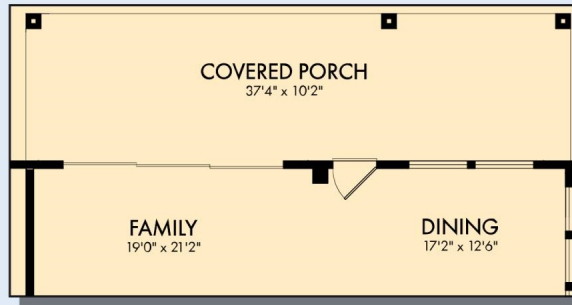 COVERED PORCH
37'4" x 10'2"
FAMILY
19'0" x 21'2"
DINING
17'2" x 12'6"